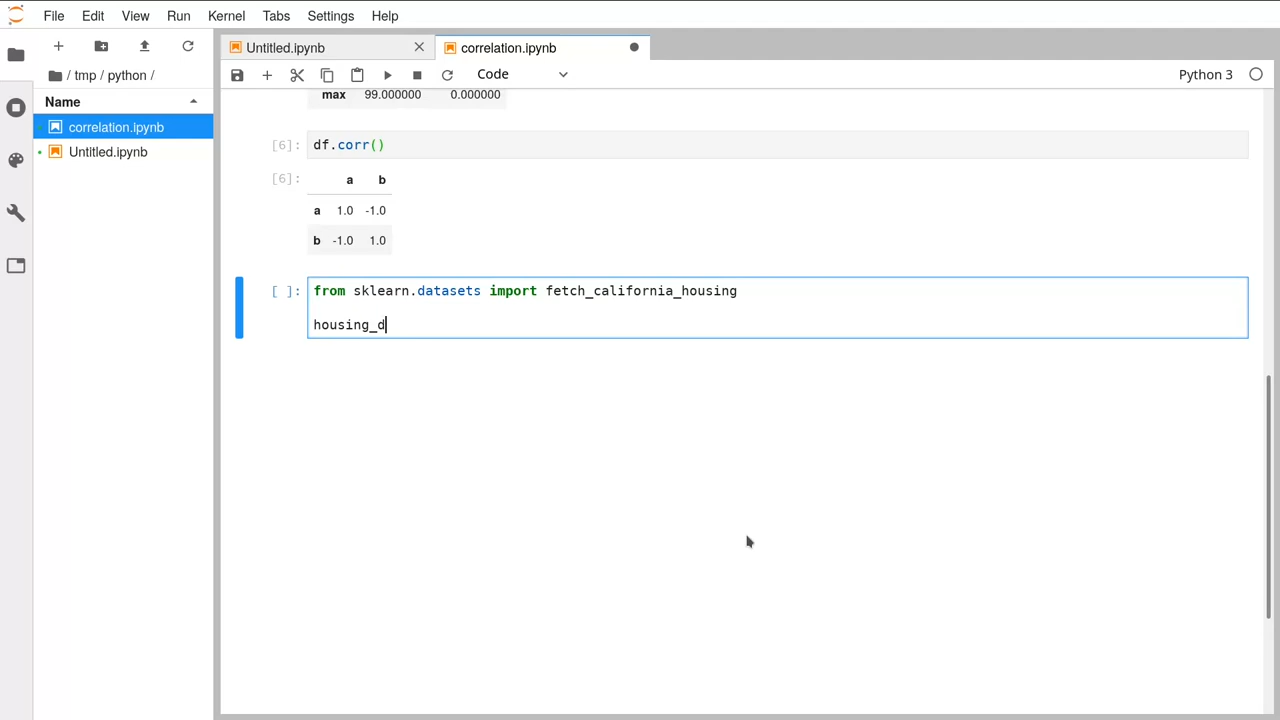 File Edit View Run Kernel Tabs Settings Help
/ tmp / python /
Name
correlation.ipynb
Untitled.ipynb
Untitled.ipynb correlation.ipynb
Code Python 3
max 99.000000 0.000000
[6]: df.corr()
[6]: a b
a 1.0 -1.0
b -1.0 1.0
[ ]: from sklearn.datasets import fetch_california_housing
housing_d